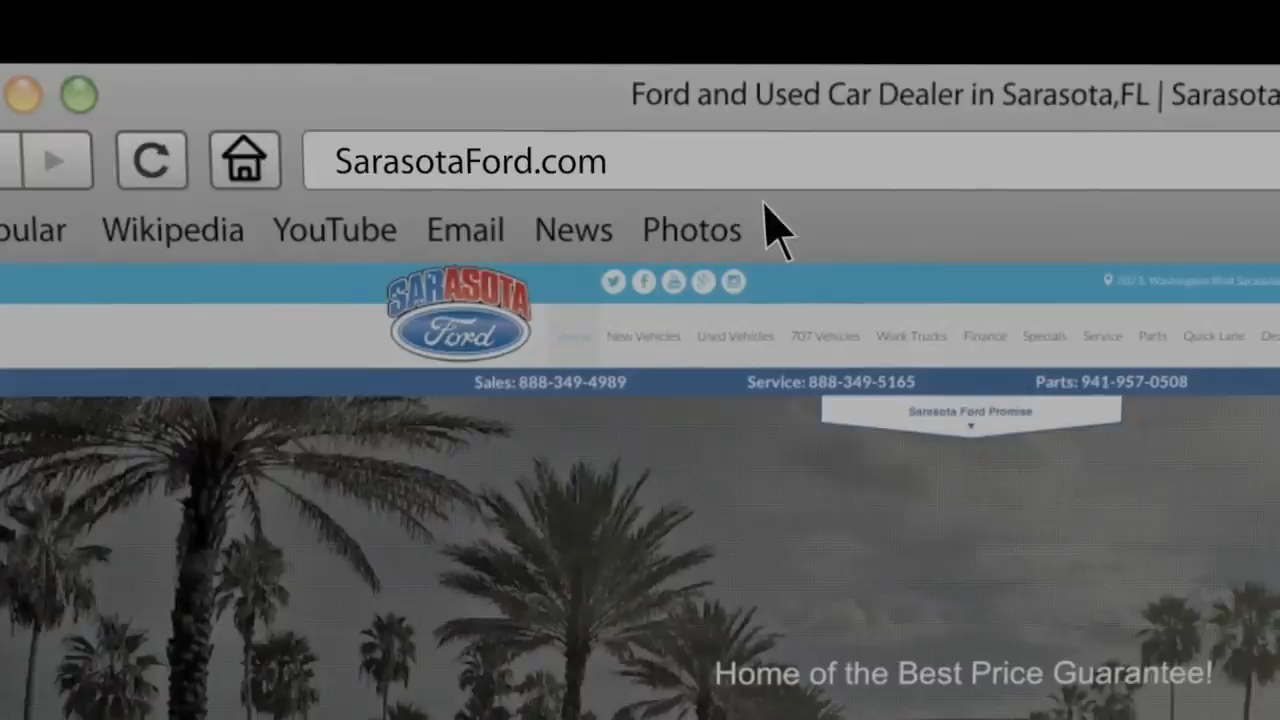 Ford and Used Car Dealer in Sarasota,FL | Sarasota
SarasotaFord.com
pular Wikipedia YouTube Email News Photos
SARASOTA
Ford
Home New Vehicles Used Vehicles 707 Vehicles Work Trucks Finance Specials Service Parts Quick Lane
Sales: 888-349-4989 Service: 888-349-5165 Parts: 941-957-0508
Sarasota Ford Promise
Home of the Best Price Guarantee!